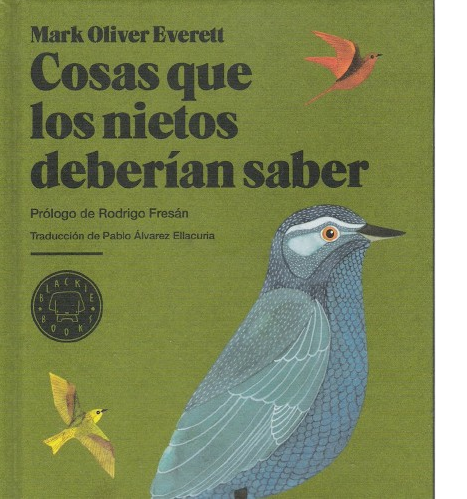 Mark Oliver Everett
Cosas que
los nietos
deberían saber
Prólogo de Rodrigo Fresán
Traducción de Pablo Álvarez Ellacuria
BLACKIE
BOOKS